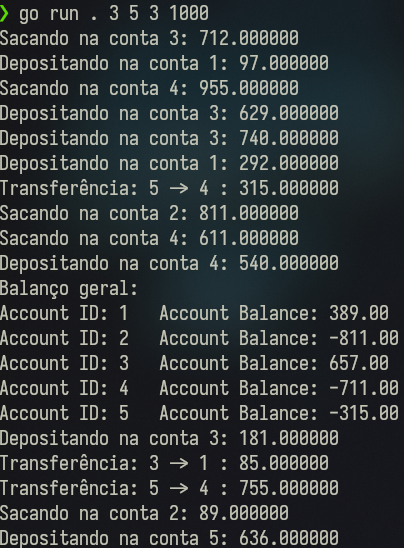 ❯ go run . 3 5 3 1000
Sacando na conta 3: 712.000000
Depositando na conta 1: 97.000000
Sacando na conta 4: 955.000000
Depositando na conta 3: 629.000000
Depositando na conta 3: 740.000000
Depositando na conta 1: 292.000000
Transferência: 5 -> 4 : 315.000000
Sacando na conta 2: 811.000000
Sacando na conta 4: 611.000000
Depositando na conta 4: 540.000000
Balanço geral:
Account ID: 1   Account Balance: 389.00
Account ID: 2   Account Balance: -811.00
Account ID: 3   Account Balance: 657.00
Account ID: 4   Account Balance: -711.00
Account ID: 5   Account Balance: -315.00
Depositando na conta 3: 181.000000
Transferência: 3 -> 1 : 85.000000
Transferência: 5 -> 4 : 755.000000
Sacando na conta 2: 89.000000
Depositando na conta 5: 636.000000